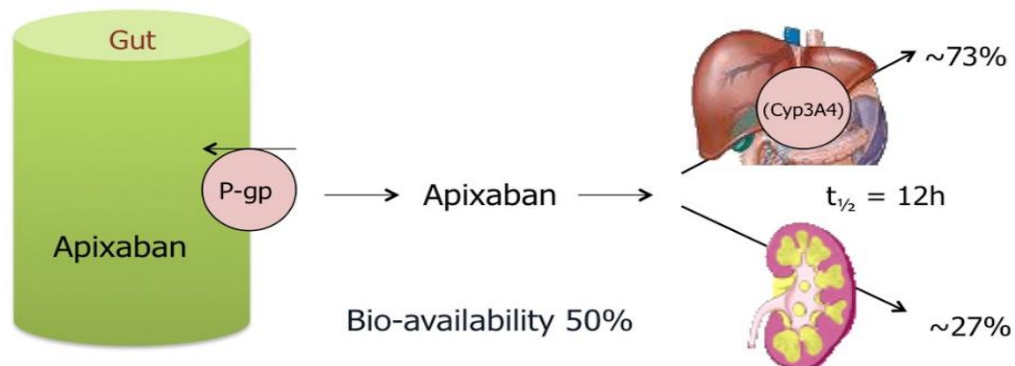 Gut
(Cyp3A4)
~73%
P-gp
Apixaban
t½ = 12h
Apixaban
Bio-availability 50%
~27%